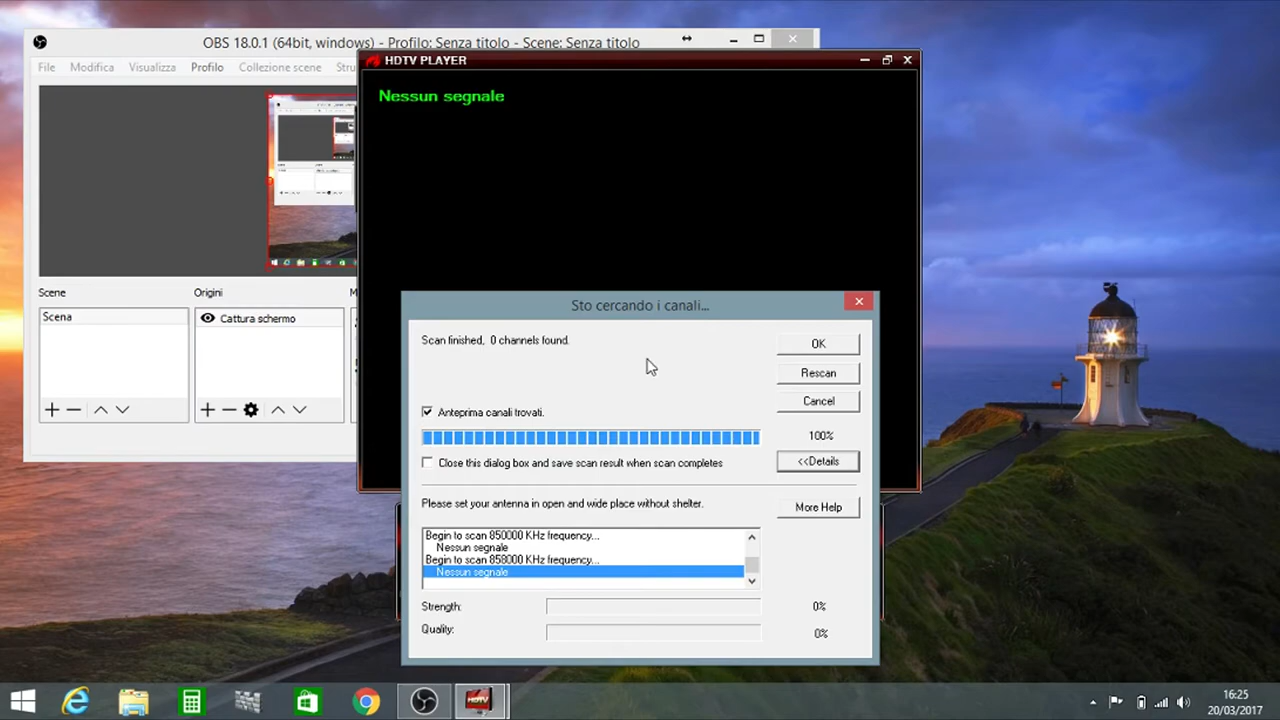 OBS 18.0.1 (64bit, windows) - Profilo: Senza titolo - Scene: Senza titolo
File Modifica Visualizza Profilo Collezione scene Stru
HDTV PLAYER
Nessun segnale
Scene
Origini
M
Scena
Cattura schermo
Sto cercando i canali...
Scan finished, 0 channels found.
OK
Rescan
Cancel
Anteprima canali trovati.
100%
Close this dialog box and save scan result when scan completes
<<Details
Please set your antenna in open and wide place without shelter.
More Help
Begin to scan 850000 KHz frequency...
Nessun segnale
Begin to scan 858000 KHz frequency...
Nessun segnale
Strength:
0%
Quality:
0%
HDTV
16:25
20/03/2017